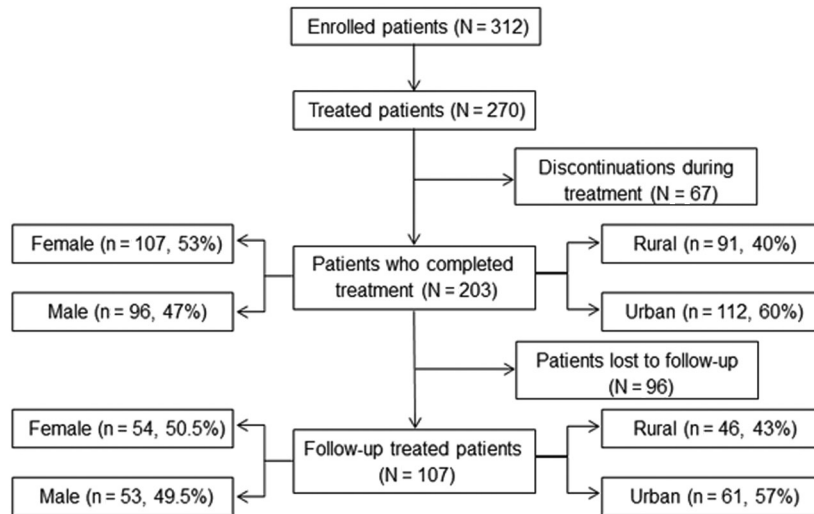 Enrolled patients (N = 312)
Treated patients (N = 270)
Discontinuations during
treatment (N = 67)
Female (n = 107, 53%)
Male (n = 96, 47%)
Patients who completed
treatment (N = 203)
Rural (n = 91, 40%)
Urban (n = 112, 60%)
Patients lost to follow-up
(N = 96)
Female (n = 54, 50.5%)
Male (n = 53, 49.5%)
Follow-up treated patients
(N = 107)
Rural (n = 46, 43%)
Urban (n = 61, 57%)